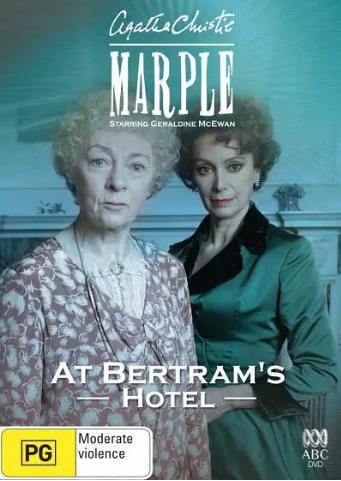 Agatha Christie
MARPLE
STARRING GERALDINE MCEWAN
AT BERTRAM'S
— HOTEL —
PG
Moderate
violence
ABC
DVD